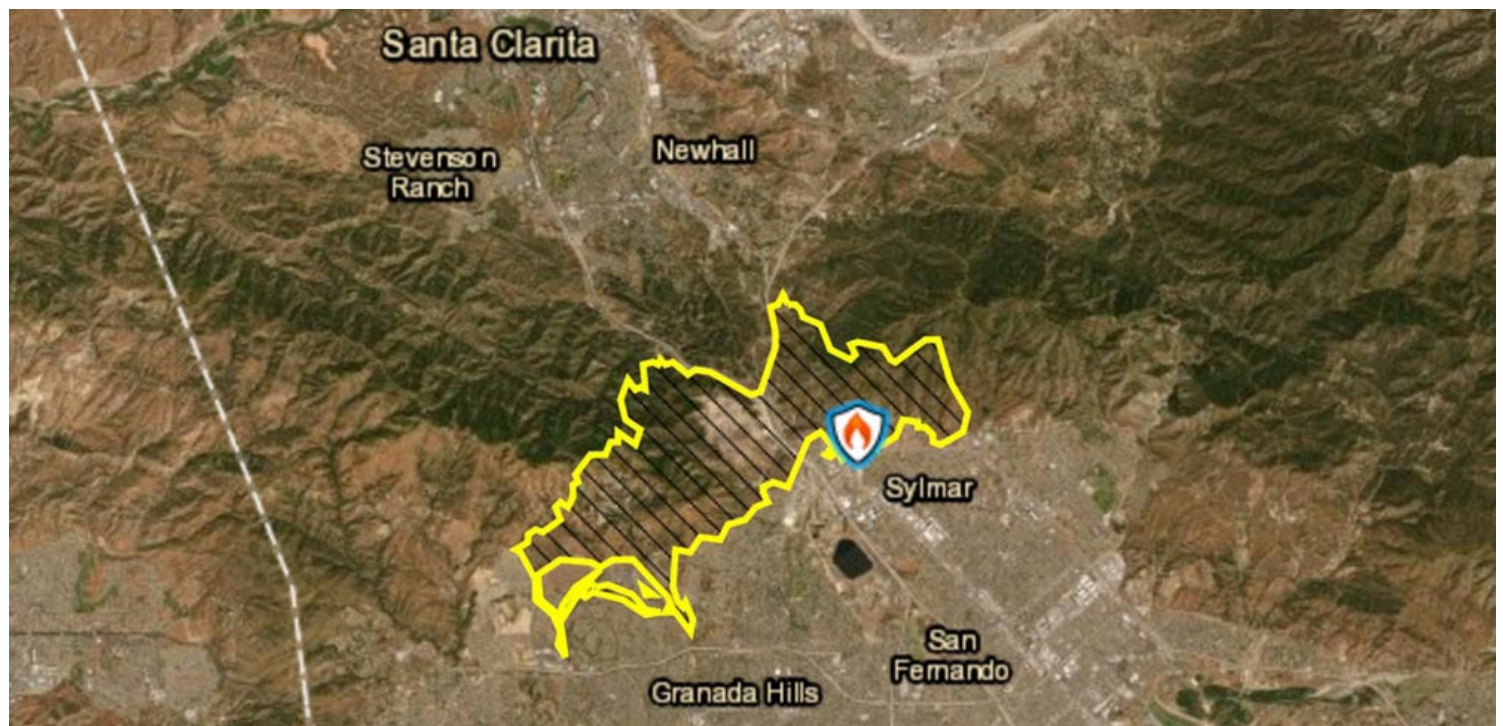 Santa Clarita
Newhall
Stevenson
Ranch
Sylmar
San
Fernando
Granada Hills